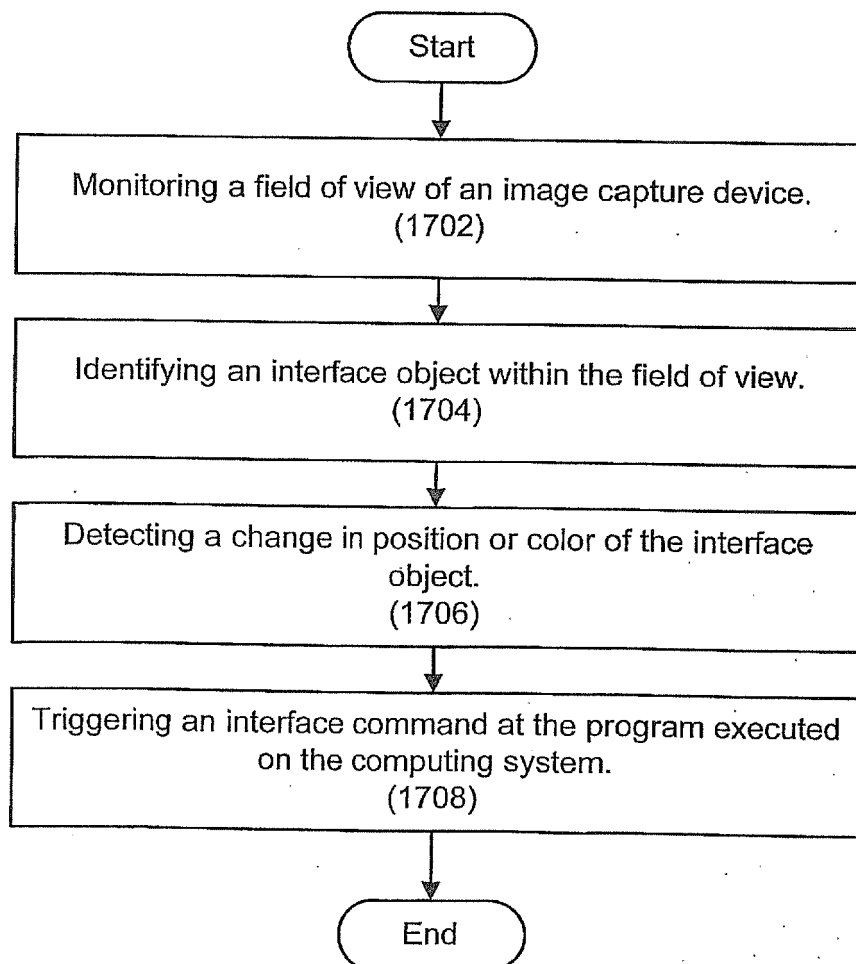 Start
Monitoring a field of view of an image capture device.
(1702)
Identifying an interface object within the field of view.
(1704)
Detecting a change in position or color of the interface
object.
(1706)
Triggering an interface command at the program executed
on the computing system.
(1708)
End